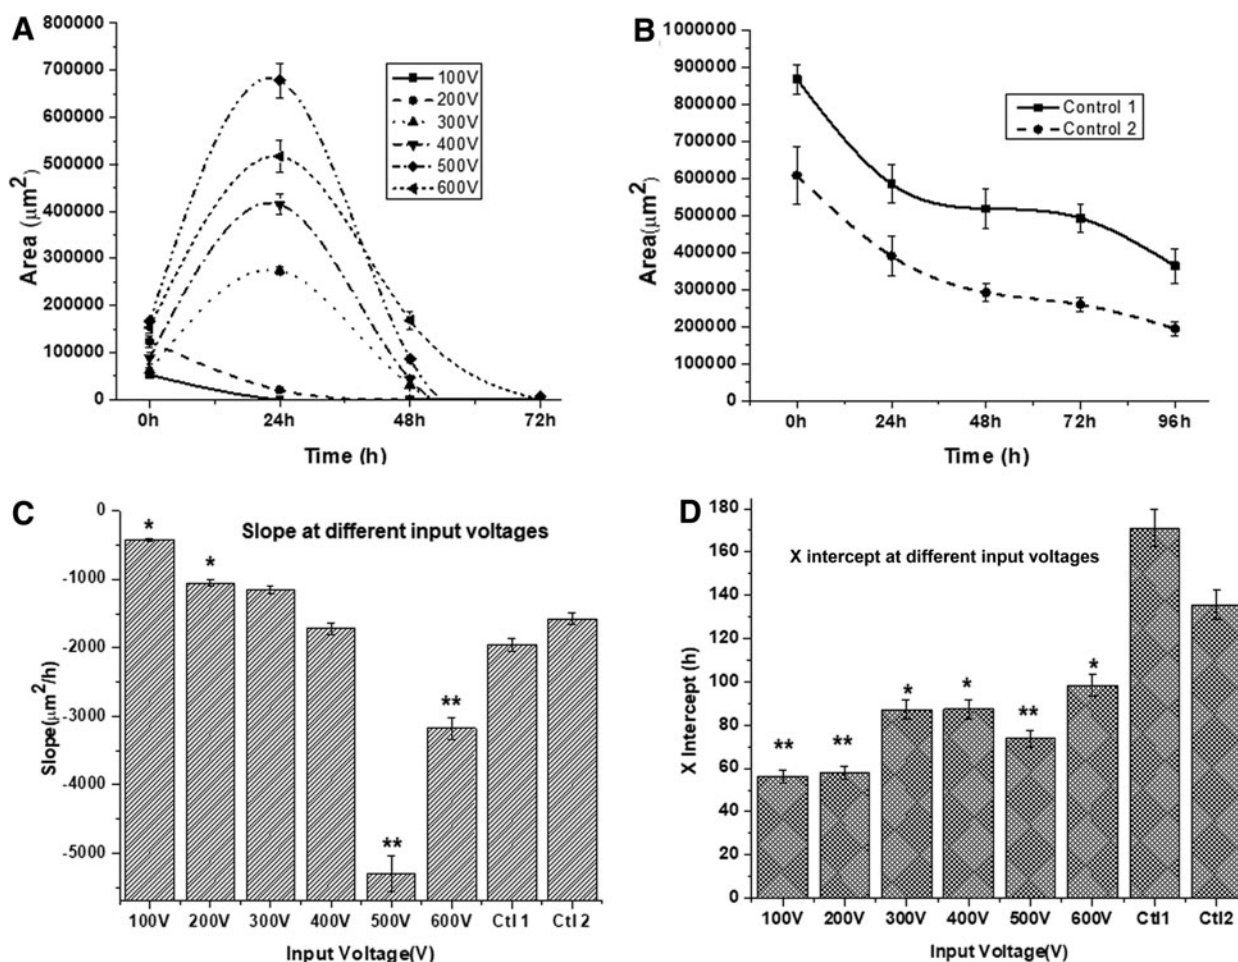 A
Area (μm²)
800000
700000
600000
500000
400000
300000
200000
100000
0
100V
200V
300V
400V
500V
600V
0h 24h 48h 72h
Time (h)
B
Area(μm²)
1000000
900000
800000
700000
600000
500000
400000
300000
200000
100000
0
Control 1
Control 2
0h 24h 48h 72h 96h
Time (h)
C
Slope at different input voltages
Slope(μm²/h)
0
-1000
-2000
-3000
-4000
-5000
*
*
**
**
100V 200V 300V 400V 500V 600V Ctl 1 Ctl 2
Input Voltage(V)
D
X intercept at different input voltages
X Intercept (h)
180
160
140
120
100
80
60
40
20
0
**
**
*
*
**
*
100V 200V 300V 400V 500V 600V Ctl1 Ctl2
Input Voltage(V)